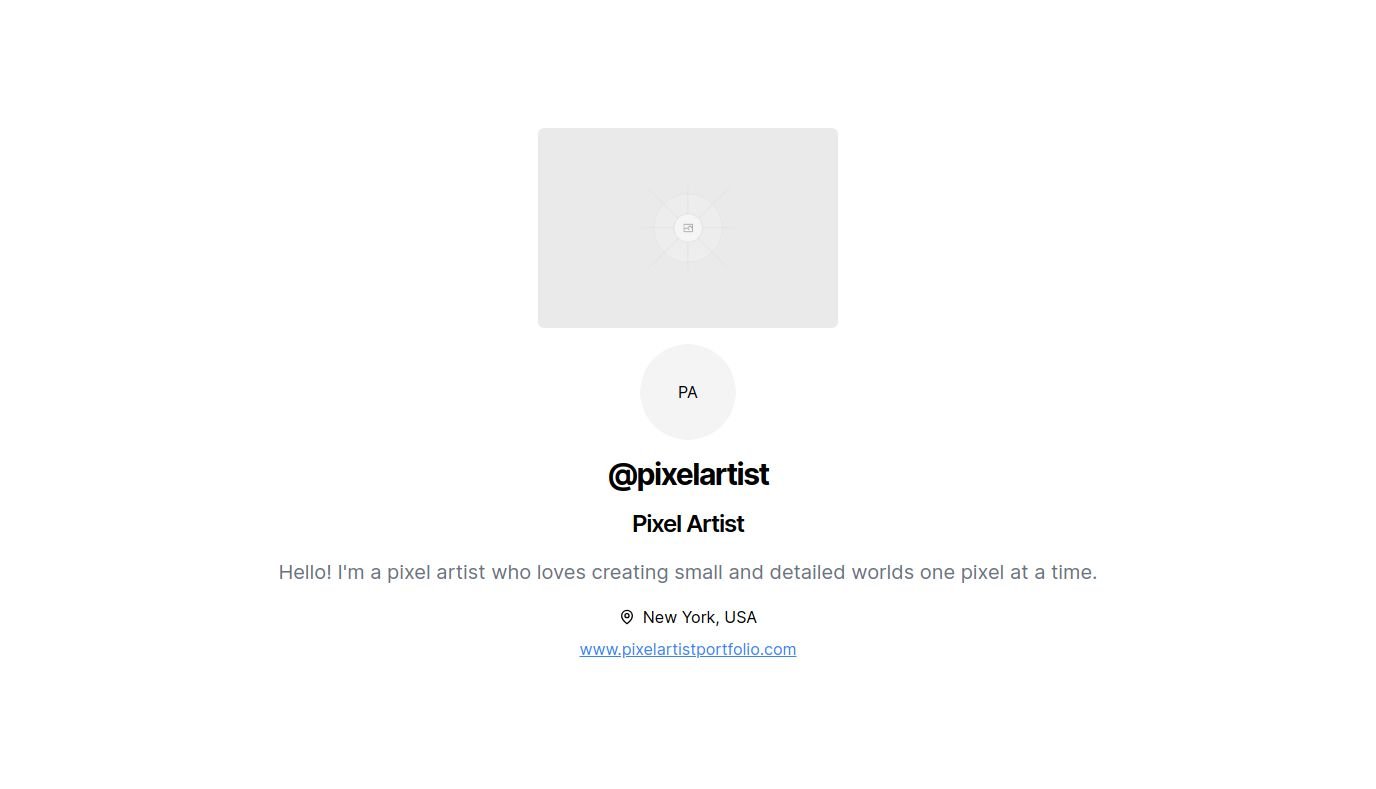 PA
@pixelartist
Pixel Artist
Hello! I'm a pixel artist who loves creating small and detailed worlds one pixel at a time.
New York, USA
www.pixelartistportfolio.com